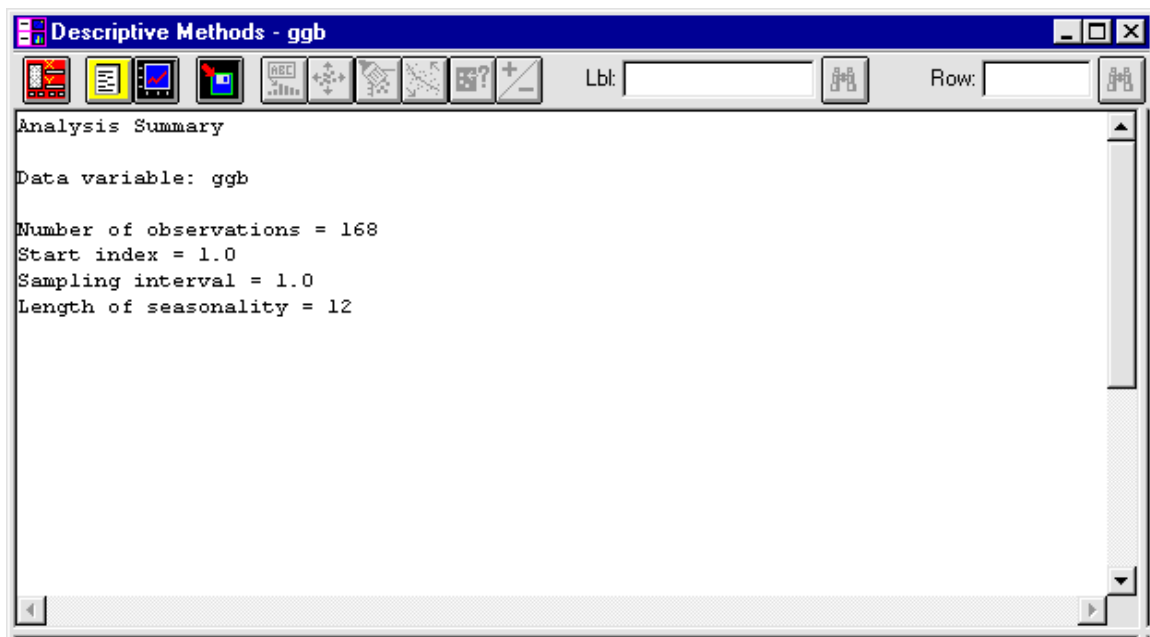 Descriptive Methods - ggb
ABC
Lbl:
Row:
Analysis Summary
Data variable: ggb
Number of observations = 168
Start index = 1.0
Sampling interval = 1.0
Length of seasonality = 12